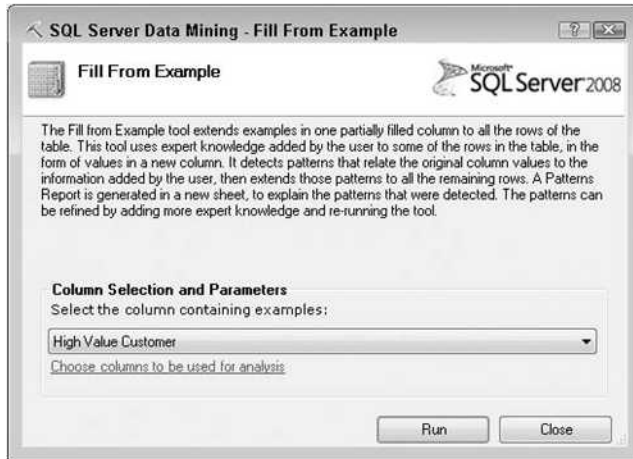 SQL Server Data Mining - Fill From Example
Fill From Example
Microsoft®
SQL Server 2008
The Fill from Example tool extends examples in one partially filled column to all the rows of the
table. This tool uses expert knowledge added by the user to some of the rows in the table, in the
form of values in a new column. It detects patterns that relate the original column values to the
information added by the user, then extends those patterns to all the remaining rows. A Patterns
Report is generated in a new sheet, to explain the patterns that were detected. The patterns can
be refined by adding more expert knowledge and re-running the tool.
Column Selection and Parameters
Select the column containing examples:
High Value Customer
Choose columns to be used for analysis
Run
Close